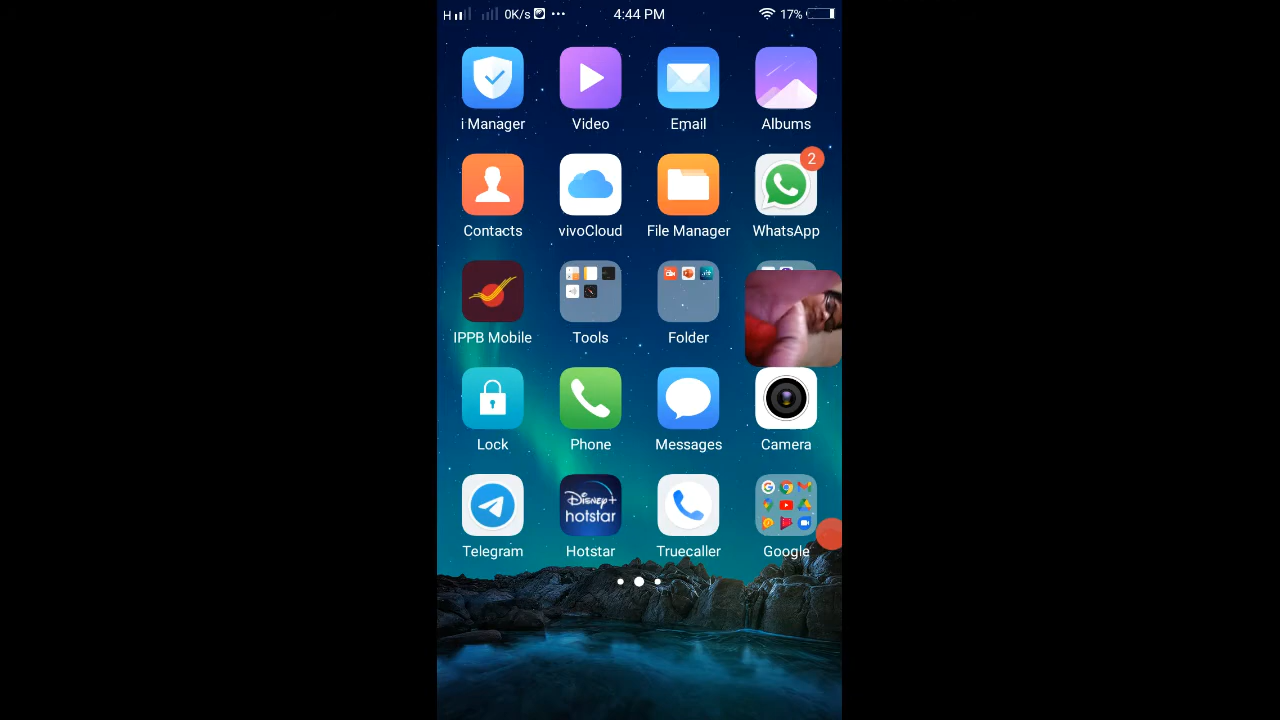 H 0K/s 4:44 PM 17%
i Manager Video Email Albums
2
Contacts vivoCloud File Manager WhatsApp
IPPB Mobile Tools Folder
Lock Phone Messages Camera
Disney+
hotstar
Telegram Hotstar Truecaller Google